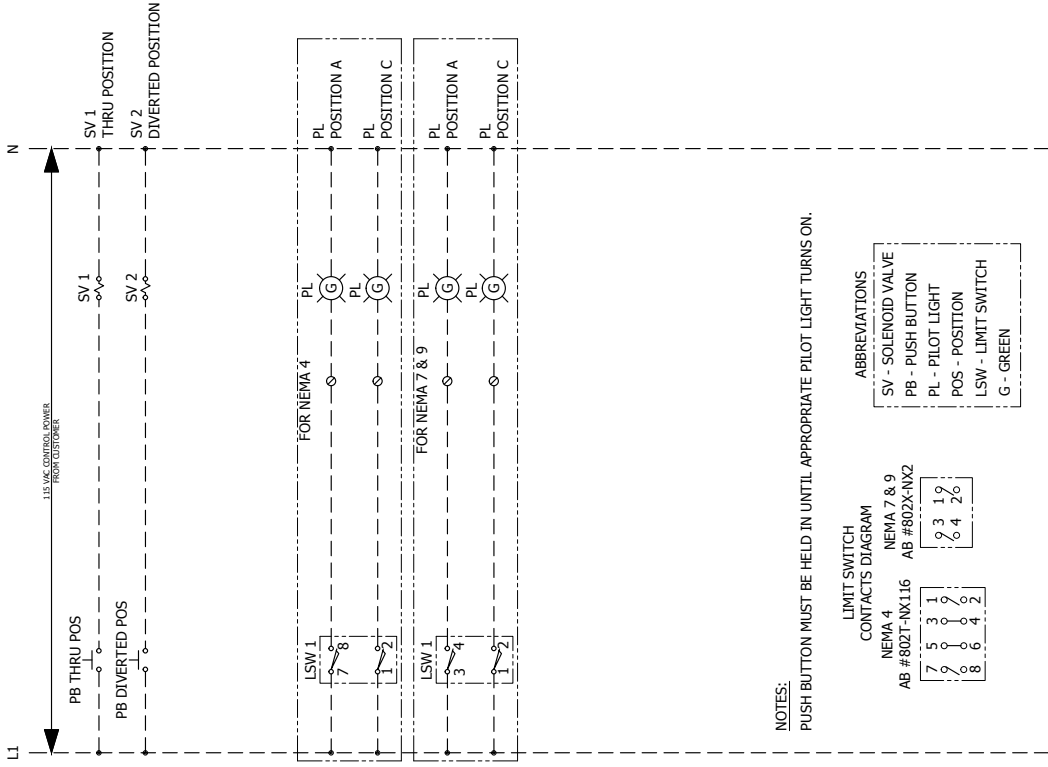 L1
N
115 VAC CONTROL POWER
FROM CUSTOMER
PB THRU POS
SV 1
SV 1
THRU POSITION
PB DIVERTED POS
SV 2
SV 2
DIVERTED POSITION
FOR NEMA 4
LSW 1
7 8
PL
G
PL
POSITION A
1 2
PL
G
PL
POSITION C
FOR NEMA 7 & 9
LSW 1
3 4
PL
G
PL
POSITION A
1 2
PL
G
PL
POSITION C
NOTES:
PUSH BUTTON MUST BE HELD IN UNTIL APPROPRIATE PILOT LIGHT TURNS ON.
LIMIT SWITCH
CONTACTS DIAGRAM
NEMA 4
AB #802T-NX116
7 5 3 1
8 6 4 2
NEMA 7 & 9
AB #802X-NX2
3 1
4 2
ABBREVIATIONS
SV - SOLENOID VALVE
PB - PUSH BUTTON
PL - PILOT LIGHT
POS - POSITION
LSW - LIMIT SWITCH
G - GREEN